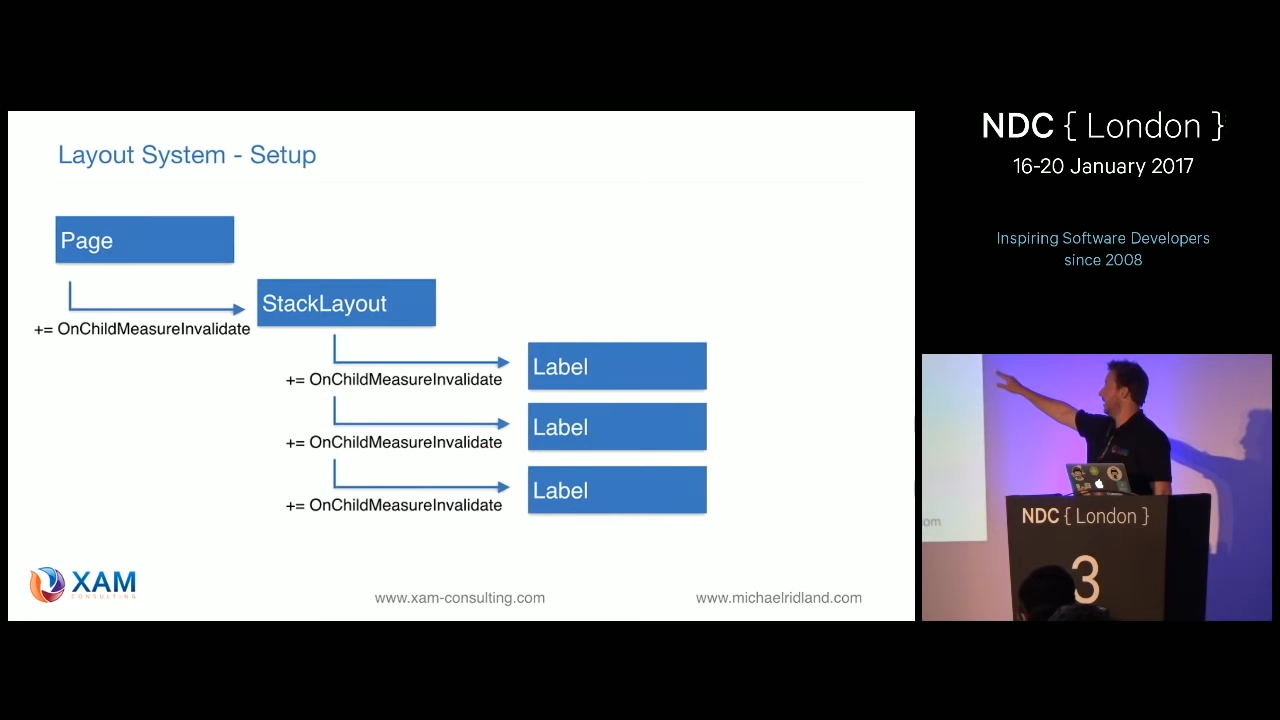 Layout System - Setup
Page
+= OnChildMeasureInvalidate
StackLayout
+= OnChildMeasureInvalidate
Label
+= OnChildMeasureInvalidate
Label
+= OnChildMeasureInvalidate
Label
XAM
CONSULTING
www.xam-consulting.com
www.michaelridland.com
NDC { London }
16-20 January 2017
Inspiring Software Developers
since 2008
om
NDC { London }
3